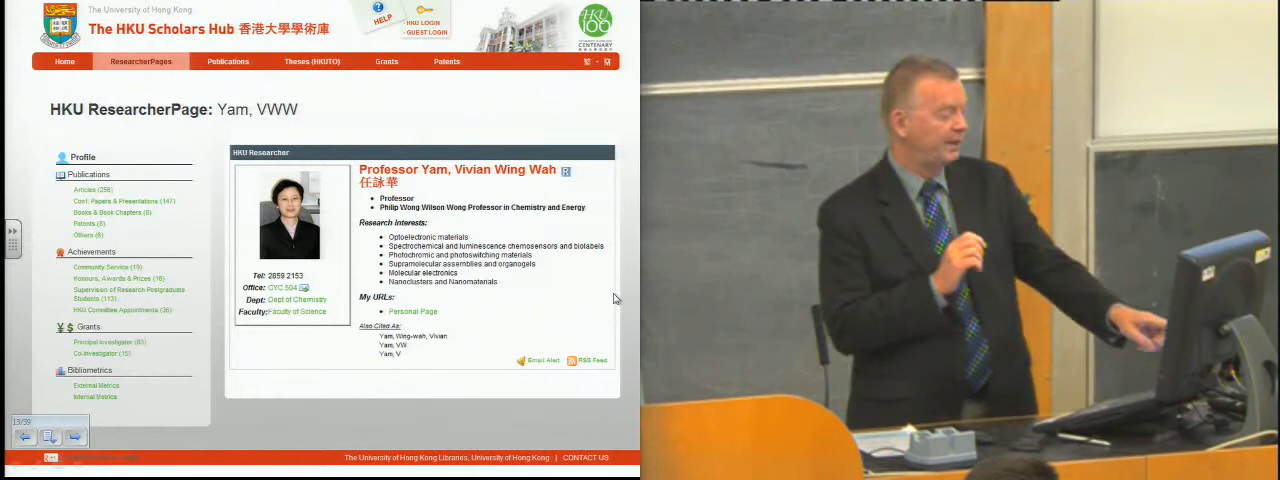 The University of Hong Kong
The HKU Scholars Hub 香港大學學術庫
HELP
HKU LOGIN
GUEST LOGIN
HKU
100
CENTENARY
Home
ResearcherPages
Publications
Theses (HKUTO)
Grants
Patents
HKU ResearcherPage: Yam, VWW
Profile
Publications
Articles (258)
Conf. Papers & Presentations (147)
Books & Book Chapters (6)
Patents (8)
Others (6)
Achievements
Community Service (19)
Honours, Awards & Prizes (16)
Supervision of Research Postgraduate
Students (113)
HKU Committee Appointments (36)
Grants
Principal Investigator (83)
Co-Investigator (15)
Bibliometrics
External Metrics
Internal Metrics
HKU Researcher
Tel: 2859 2153
Office: CYC 504
Dept: Dept of Chemistry
Faculty: Faculty of Science
Professor Yam, Vivian Wing Wah
任詠華
Professor
Philip Wong Wilson Wong Professor in Chemistry and Energy
Research Interests:
Optoelectronic materials
Spectrochemical and luminescence chemosensors and biolabels
Photochromic and photoswitching materials
Supramolecular assemblies and organogels
Molecular electronics
Nanoclusters and Nanomaterials
My URLs:
Personal Page
Also Cited As:
Yam, Wing-wah, Vivian
Yam, VW
Yam, V
Email Alert
RSS Feed
13/39
The University of Hong Kong Libraries, University of Hong Kong | CONTACT US